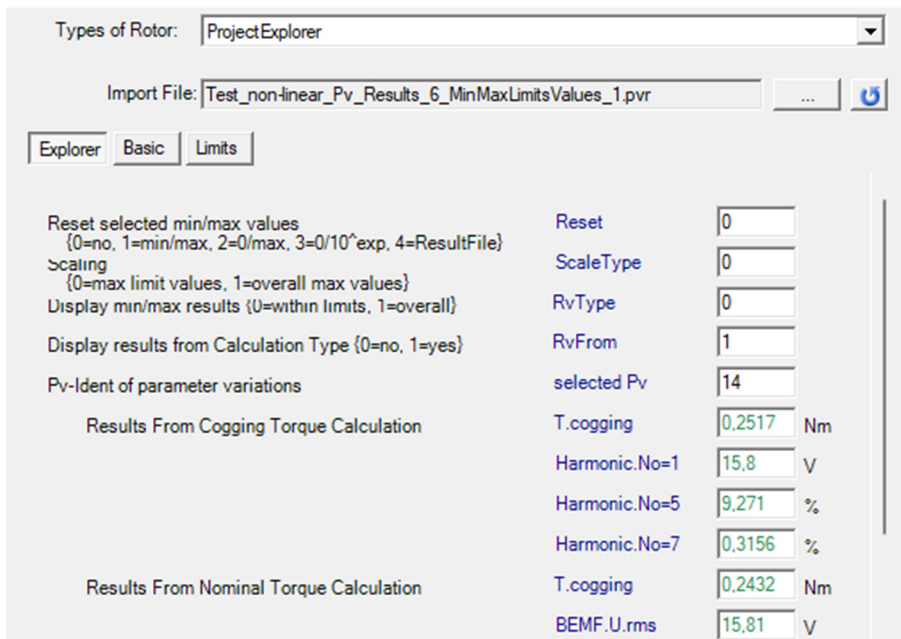 Types of Rotor: ProjectExplorer
Import File: Test_non-linear_Pv_Results_6_MinMaxLimitsValues_1.pvr ...
Explorer Basic Limits
Reset selected min/max values Reset 0
{0=no, 1=min/max, 2=0/max, 3=0/10^exp, 4=ResultFile}
Scaling ScaleType 0
{0=max limit values, 1=overall max values}
Display min/max results {0=within limits, 1=overall} RvType 0
Display results from Calculation Type {0=no, 1=yes} RvFrom 1
Pv-Ident of parameter variations selected Pv 14
Results From Cogging Torque Calculation T.cogging 0,2517 Nm
Harmonic.No=1 15,8 V
Harmonic.No=5 9,271 %
Harmonic.No=7 0,3156 %
Results From Nominal Torque Calculation T.cogging 0,2432 Nm
BEMF.U.rms 15,81 V